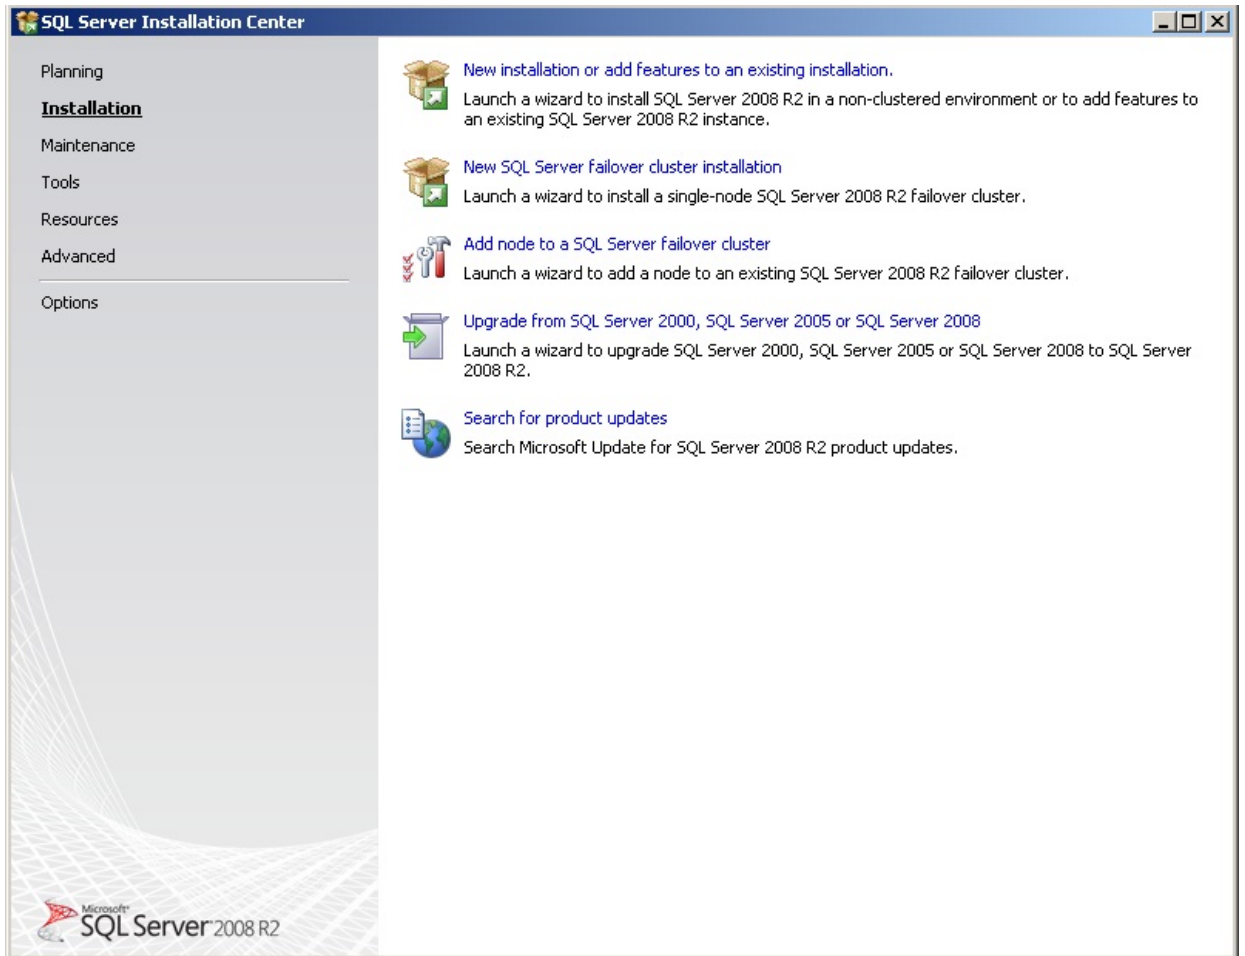 SQL Server Installation Center
Planning
Installation
Maintenance
Tools
Resources
Advanced
Options
New installation or add features to an existing installation.
Launch a wizard to install SQL Server 2008 R2 in a non-clustered environment or to add features to
an existing SQL Server 2008 R2 instance.
New SQL Server failover cluster installation
Launch a wizard to install a single-node SQL Server 2008 R2 failover cluster.
Add node to a SQL Server failover cluster
Launch a wizard to add a node to an existing SQL Server 2008 R2 failover cluster.
Upgrade from SQL Server 2000, SQL Server 2005 or SQL Server 2008
Launch a wizard to upgrade SQL Server 2000, SQL Server 2005 or SQL Server 2008 to SQL Server
2008 R2.
Search for product updates
Search Microsoft Update for SQL Server 2008 R2 product updates.
Microsoft®
SQL Server® 2008 R2